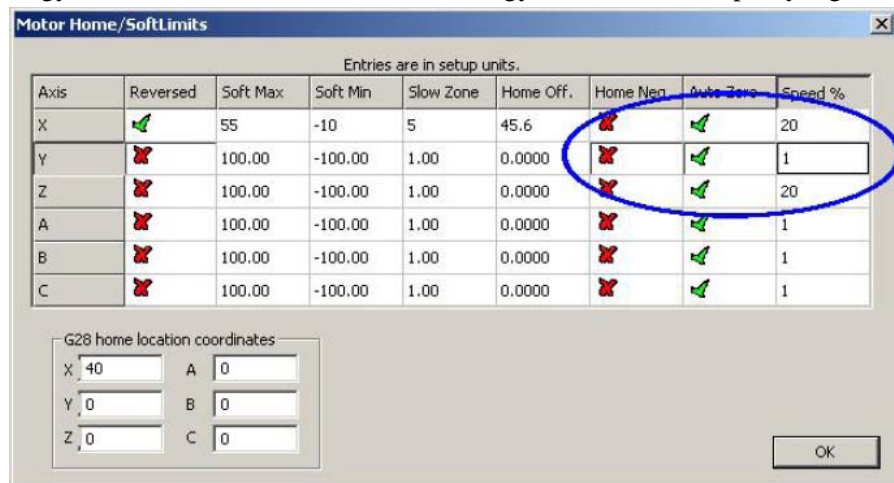 Motor Home/SoftLimits
Entries are in setup units.
Axis Reversed Soft Max Soft Min Slow Zone Home Off. Home Neg Auto Zero Speed %
X 55 -10 5 45.6 20
Y 100.00 -100.00 1.00 0.0000 1
Z 100.00 -100.00 1.00 0.0000 20
A 100.00 -100.00 1.00 0.0000 1
B 100.00 -100.00 1.00 0.0000 1
C 100.00 -100.00 1.00 0.0000 1
G28 home location coordinates
X 40 A 0
Y 0 B 0
Z 0 C 0
OK